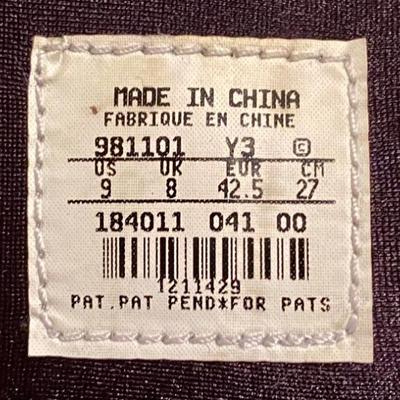 MADE IN CHINA
FABRIQUE EN CHINE
981101 Y3 ©
US UK EUR CM
9 8 42.5 27
184011 041 00
1211429
PAT.PAT PEND*FOR PATS